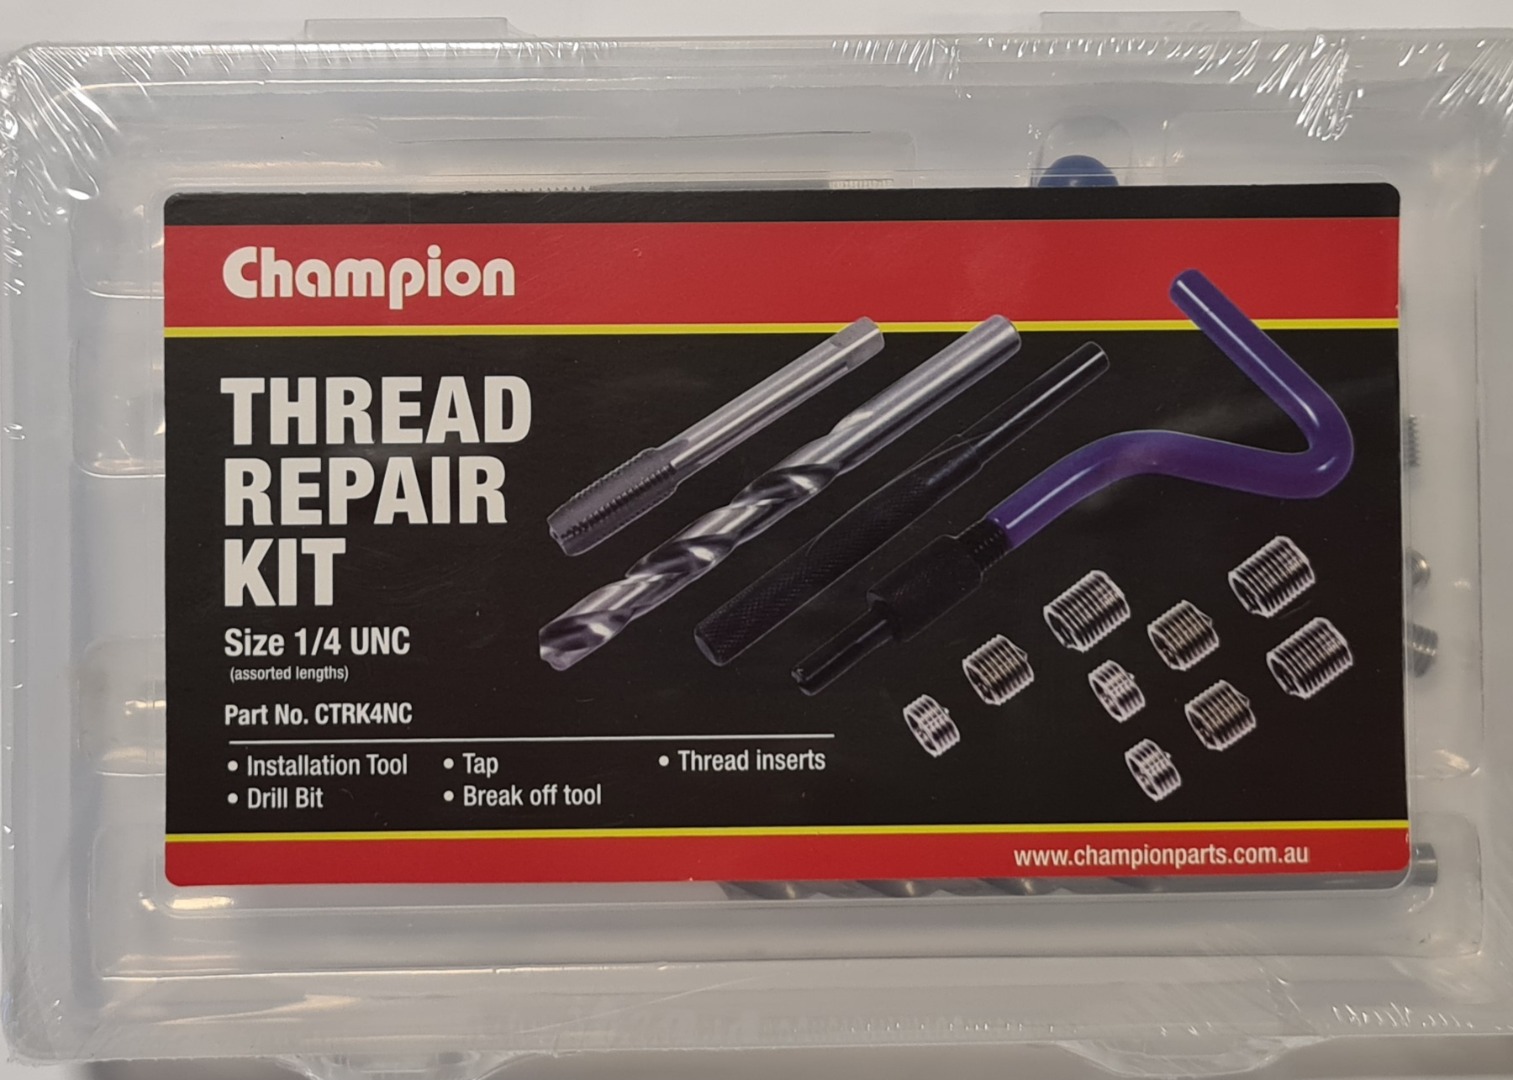 Champion
THREAD
REPAIR
KIT
Size 1/4 UNC
(assorted lengths)
Part No. CTRK4NC
• Installation Tool
• Drill Bit
• Tap
• Break off tool
• Thread inserts
www.championparts.com.au